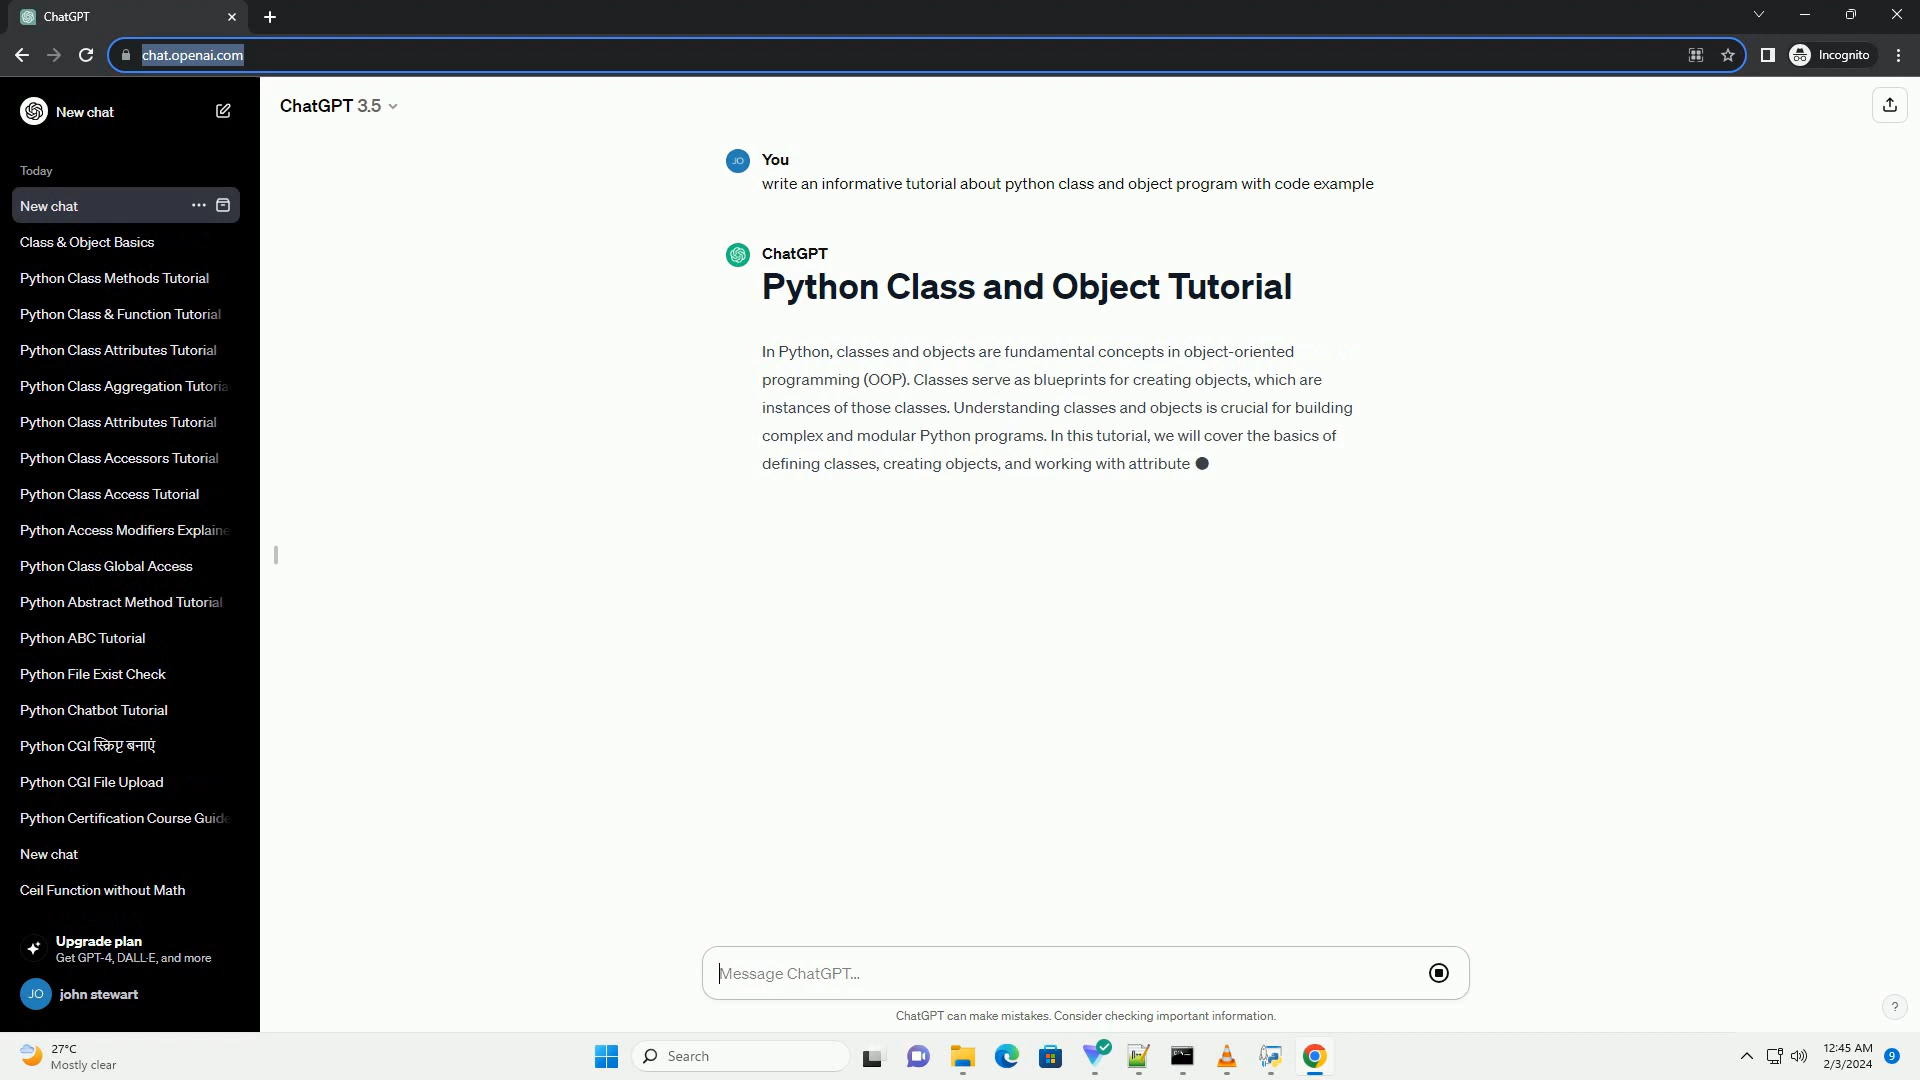 ChatGPT
chat.openai.com
Incognito
New chat
ChatGPT 3.5
Today
New chat
Class & Object Basics
Python Class Methods Tutorial
Python Class & Function Tutorial
Python Class Attributes Tutorial
Python Class Aggregation Tutoria
Python Class Attributes Tutorial
Python Class Accessors Tutorial
Python Class Access Tutorial
Python Access Modifiers Explaine
Python Class Global Access
Python Abstract Method Tutorial
Python ABC Tutorial
Python File Exist Check
Python Chatbot Tutorial
Python CGI स्क्रिप्ट बनाएं
Python CGI File Upload
Python Certification Course Guide
New chat
Ceil Function without Math
Upgrade plan
Get GPT-4, DALL·E, and more
JO john stewart
JO You
write an informative tutorial about python class and object program with code example
ChatGPT
Python Class and Object Tutorial
In Python, classes and objects are fundamental concepts in object-oriented
programming (OOP). Classes serve as blueprints for creating objects, which are
instances of those classes. Understanding classes and objects is crucial for building
complex and modular Python programs. In this tutorial, we will cover the basics of
defining classes, creating objects, and working with attribute
Message ChatGPT...
ChatGPT can make mistakes. Consider checking important information.
?
27°C
Mostly clear
Search
12:45 AM
2/3/2024
9